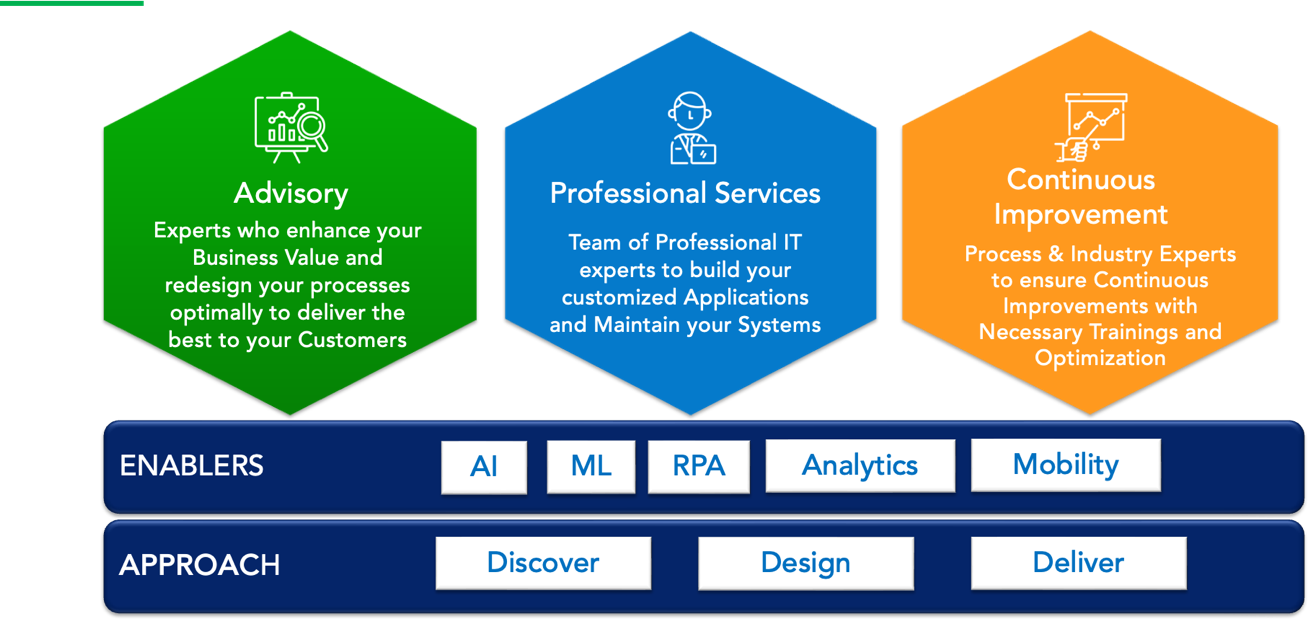 Advisory
Experts who enhance your
Business Value and
redesign your processes
optimally to deliver the
best to your Customers
Professional Services
Team of Professional IT
experts to build your
customized Applications
and Maintain your Systems
Continuous
Improvement
Process & Industry Experts
to ensure Continuous
Improvements with
Necessary Trainings and
Optimization
ENABLERS
AI
ML
RPA
Analytics
Mobility
APPROACH
Discover
Design
Deliver